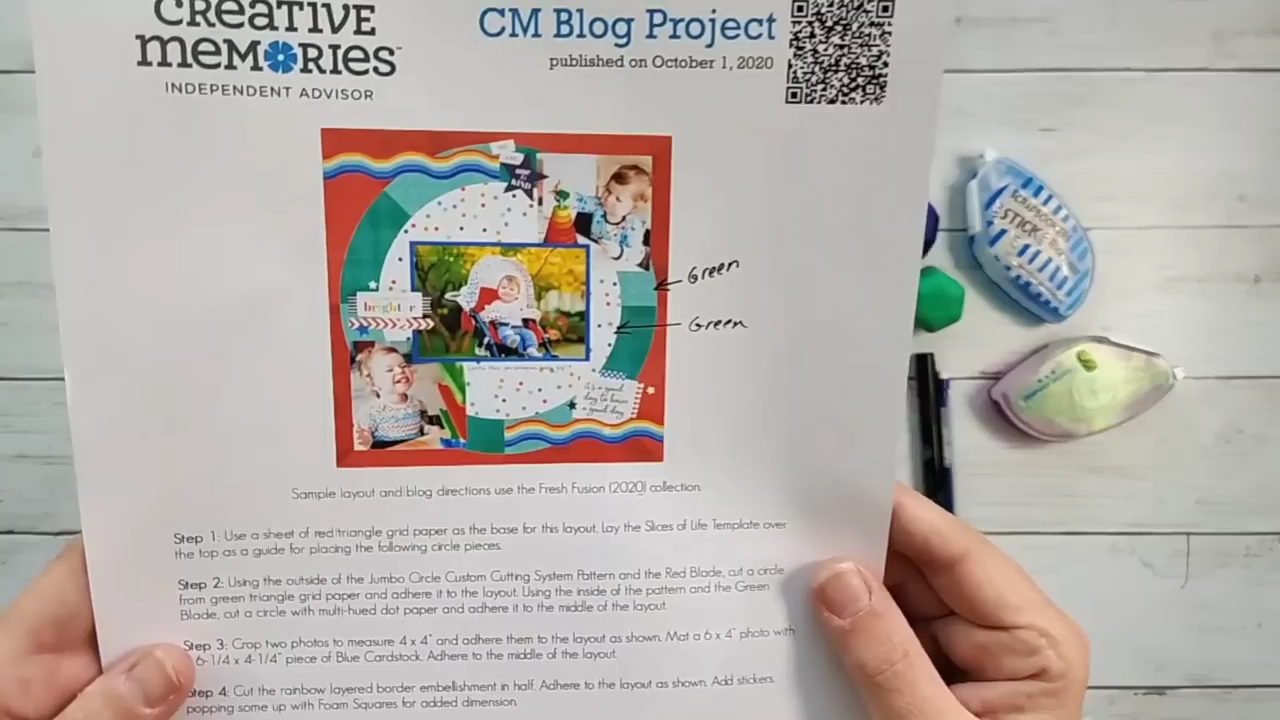 CREATIVE
MEMORIES™
INDEPENDENT ADVISOR
CM Blog Project
published on October 1, 2020
ONE
KIND
Green
Green
brighter
it's a good
day to have
a good day
Sample layout and blog directions use the Fresh Fusion (2020) collection.
Step 1: Use a sheet of red triangle grid paper as the base for this layout. Lay the Slices of Life Template over
the top as a guide for placing the following circle pieces.
Step 2: Using the outside of the Jumbo Circle Custom Cutting System Pattern and the Red Blade, cut a circle
from green triangle grid paper and adhere it to the layout. Using the inside of the pattern and the Green
Blade, cut a circle with multi-hued dot paper and adhere it to the middle of the layout.
Step 3: Crop two photos to measure 4 x 4" and adhere them to the layout as shown. Mat a 6 x 4" photo with
6-1/4 x 4-1/4" piece of Blue Cardstock. Adhere to the middle of the layout.
Step 4: Cut the rainbow layered border embellishment in half. Adhere to the layout as shown. Add stickers,
popping some up with Foam Squares for added dimension.